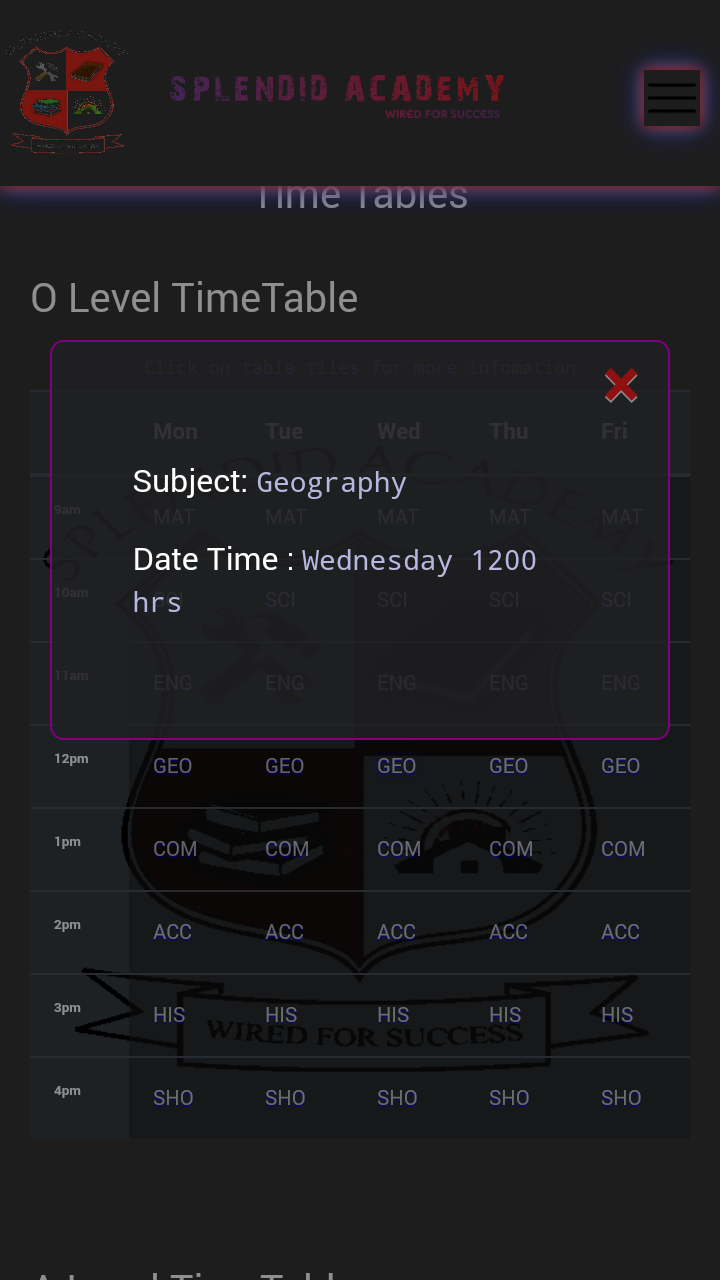 SPLENDID ACADEMY
WIRED FOR SUCCESS
Time Tables
O Level TimeTable
Click on table tiles for more infomation
Mon Tue Wed Thu Fri
SPLENDID ACADEMY
Subject: Geography
9am MAT MAT MAT MAT MAT
Date Time : Wednesday 1200
hrs
10am SCI SCI SCI SCI SCI
11am ENG ENG ENG ENG ENG
12pm GEO GEO GEO GEO GEO
1pm COM COM COM COM COM
2pm ACC ACC ACC ACC ACC
3pm HIS HIS HIS HIS HIS
WIRED FOR SUCCESS
4pm SHO SHO SHO SHO SHO
A Level TimeTable